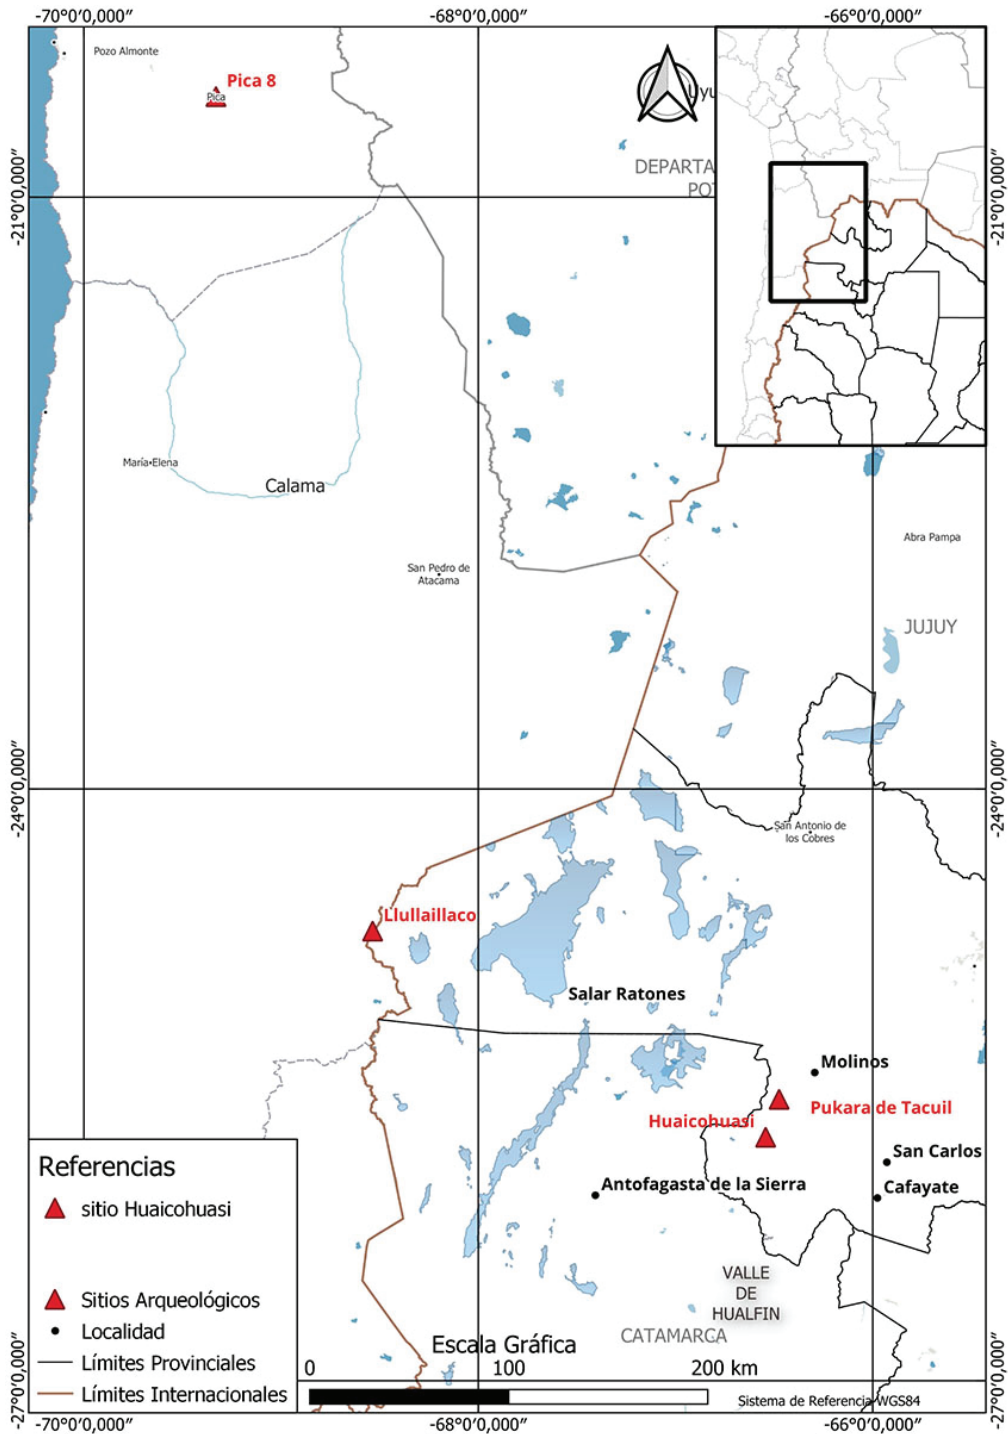 -70°0'0,000"
-68°0'0,000"
-66°0'0,000"
Pozo Almonte
Pica 8
Pica
Uyu
DEPARTA
POT
-21°0'0,000"
-21°0'0,000"
María Elena
Calama
San Pedro de
Atacama
Abra Pampa
JUJUY
-24°0'0,000"
-24°0'0,000"
San Antonio de
los Cobres
Llullaillaco
Salar Ratones
Molinos
Pukara de Tacuil
Huaicohuasi
San Carlos
Antofagasta de la Sierra
Cafayate
VALLE
DE
HUALFIN
CATAMARCA
Referencias
sitio Huaicohuasi
Sitios Arqueológicos
Localidad
Límites Provinciales
Límites Internacionales
Escala Gráfica
0 100 200 km
Sistema de Referencia WGS84
-27°0'0,000"
-27°0'0,000"
-70°0'0,000"
-68°0'0,000"
-66°0'0,000"